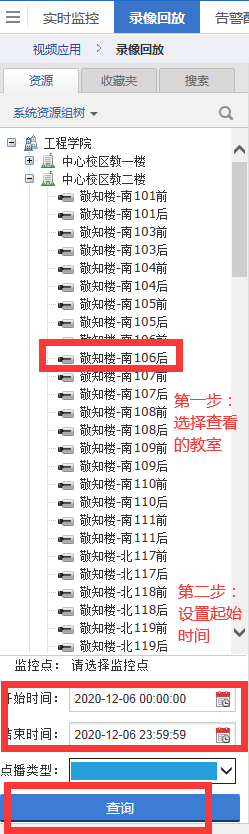 实时监控 录像回放 告警
视频应用 > 录像回放
资源 收藏夹 搜索
系统资源组树
工程学院
中心校区教一楼
中心校区教二楼
敬知楼-南101前
敬知楼-南101后
敬知楼-南103前
敬知楼-南103后
敬知楼-南104前
敬知楼-南104后
敬知楼-南105前
敬知楼-南105后
敬知楼-南106前
敬知楼-南106后
敬知楼-南107前
敬知楼-南107后
第一步：
敬知楼-南108前
选择查看
敬知楼-南108后
的教室
敬知楼-南109前
敬知楼-南109后
敬知楼-南110前
敬知楼-南110后
敬知楼-南111前
敬知楼-南111后
敬知楼-北117前
敬知楼-北117后
第二步：
敬知楼-北118前
设置起始
敬知楼-北118后
时间
敬知楼-北119前
敬知楼-北119后
监控点： 请选择监控点
开始时间： 2020-12-06 00:00:00
结束时间： 2020-12-06 23:59:59
点播类型：
查询